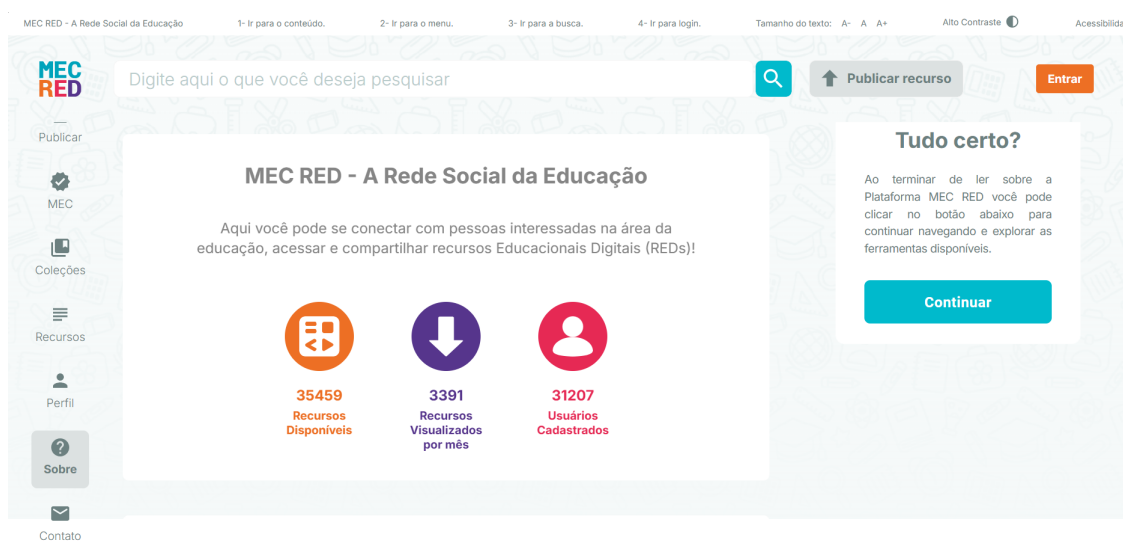 MEC RED - A Rede Social da Educação 1- Ir para o conteúdo. 2- Ir para o menu. 3- Ir para a busca. 4- Ir para login. Tamanho do texto: A- A A+ Alto Contraste Acessibilida
MEC
RED
Digite aqui o que você deseja pesquisar
Publicar recurso
Entrar
Publicar
MEC
Coleções
Recursos
Perfil
Sobre
Contato
MEC RED - A Rede Social da Educação
Aqui você pode se conectar com pessoas interessadas na área da
educação, acessar e compartilhar recursos Educacionais Digitais (REDs)!
35459
Recursos
Disponíveis
3391
Recursos
Visualizados
por mês
31207
Usuários
Cadastrados
Tudo certo?
Ao terminar de ler sobre a
Plataforma MEC RED você pode
clicar no botão abaixo para
continuar navegando e explorar as
ferramentas disponíveis.
Continuar